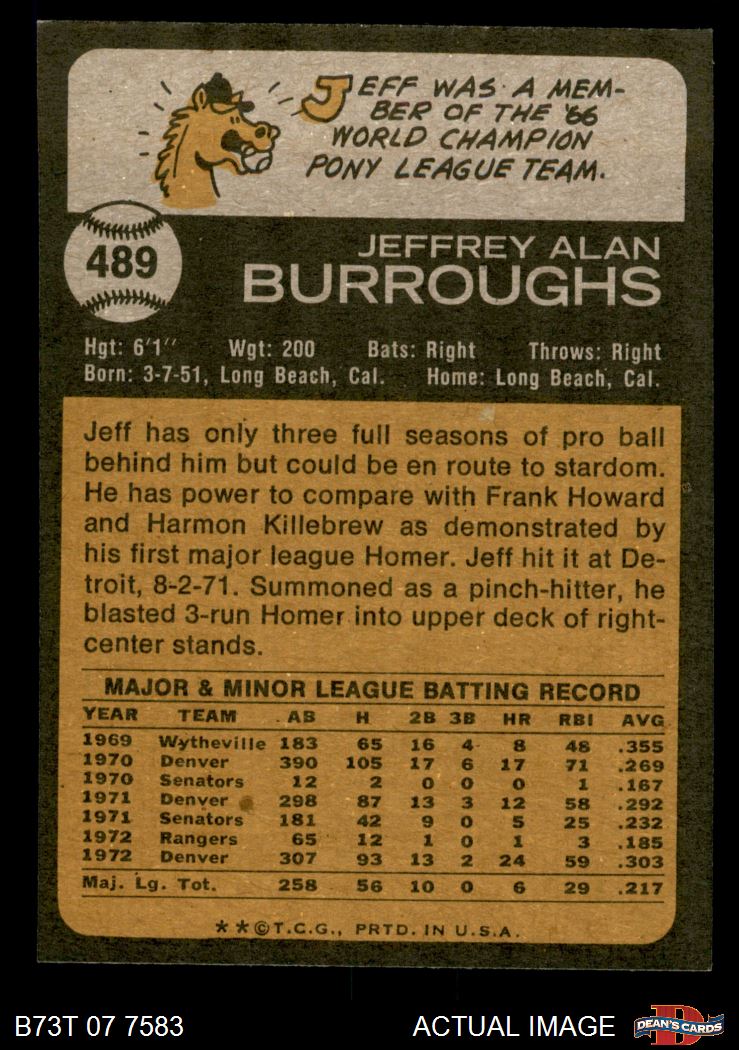 JEFF WAS A MEM-
BER OF THE '66
WORLD CHAMPION
PONY LEAGUE TEAM.
489
JEFFREY ALAN
BURROUGHS
Hgt: 6'1" Wgt: 200 Bats: Right Throws: Right
Born: 3-7-51, Long Beach, Cal. Home: Long Beach, Cal.
Jeff has only three full seasons of pro ball
behind him but could be en route to stardom.
He has power to compare with Frank Howard
and Harmon Killebrew as demonstrated by
his first major league Homer. Jeff hit it at De-
troit, 8-2-71. Summoned as a pinch-hitter, he
blasted 3-run Homer into upper deck of right-
center stands.
MAJOR & MINOR LEAGUE BATTING RECORD
YEAR TEAM AB H 2B 3B HR RBI AVG
1969 Wytheville 183 65 16 4 8 48 .355
1970 Denver 390 105 17 6 17 71 .269
1970 Senators 12 2 0 0 0 1 .167
1971 Denver 298 87 13 3 12 58 .292
1971 Senators 181 42 9 0 5 25 .232
1972 Rangers 65 12 1 0 1 3 .185
1972 Denver 307 93 13 2 24 59 .303
Maj. Lg. Tot. 258 56 10 0 6 29 .217
**©T.C.G., PRTD. IN U.S.A.
B73T 07 7583 ACTUAL IMAGE
D
DEAN'S CARDS